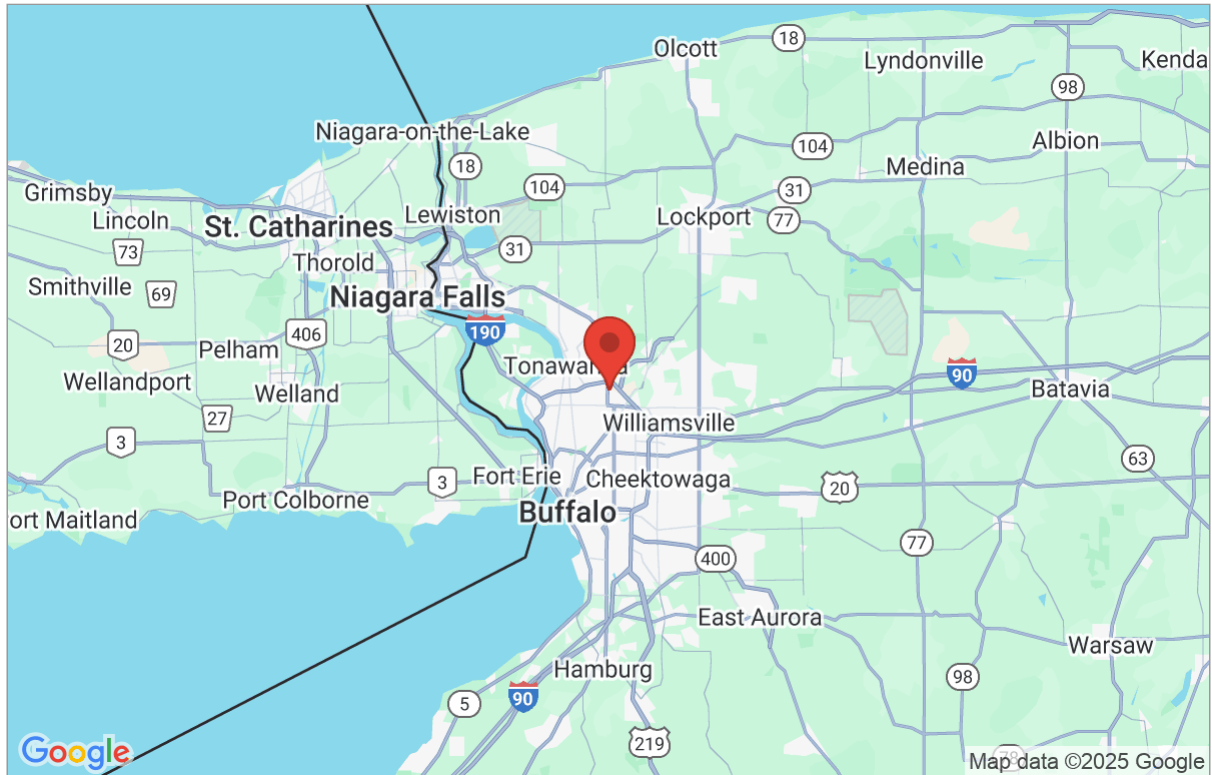 Olcott
18
Lyndonville
Kenda
98
Niagara-on-the-Lake
104
Albion
18
Medina
Grimsby
104
31
Lincoln
Lewiston
Lockport
77
St. Catharines
73
31
Thorold
Smithville
69
Niagara Falls
190
406
20
Pelham
Tonawanda
90
Wellandport
Welland
Batavia
27
Williamsville
3
63
Fort Erie
Cheektowaga
3
20
Port Colborne
Buffalo
ort Maitland
77
400
East Aurora
Warsaw
Hamburg
98
90
5
219
Google
78
Map data ©2025 Google